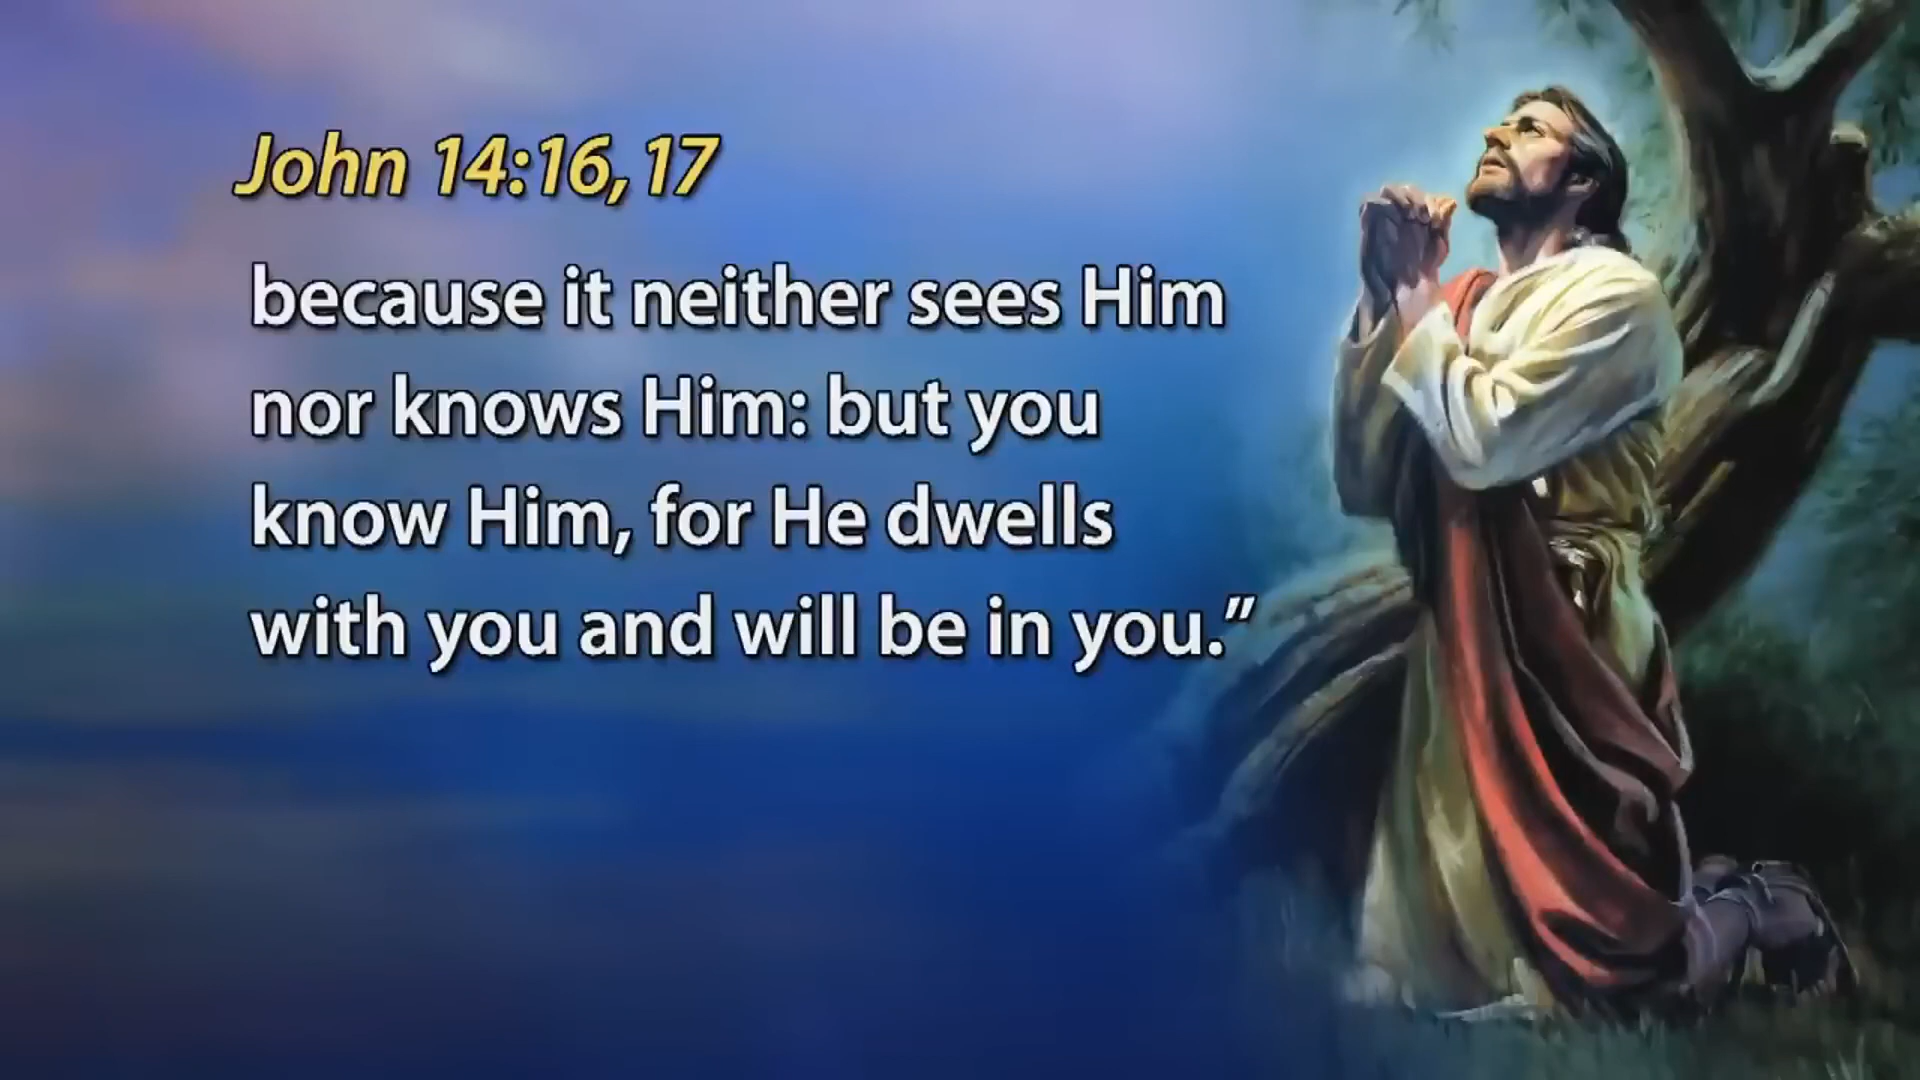 John 14:16, 17
because it neither sees Him
nor knows Him: but you
know Him, for He dwells
with you and will be in you.”